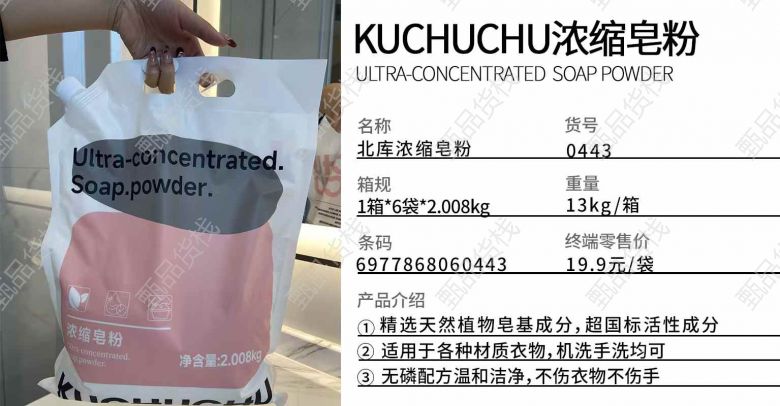 Ultra-concentrated.
Soap.powder.
浓缩皂粉
Ultra-concentrated.
Soap.powder.
净含量:2.008kg
KUCHUCHU
KUCHUCHU浓缩皂粉
ULTRA-CONCENTRATED SOAP POWDER
名称 货号
北库浓缩皂粉 0443
箱规 重量
1箱*6袋*2.008kg 13kg/箱
条码 终端零售价
6977868060443 19.9元/袋
产品介绍
① 精选天然植物皂基成分,超国标活性成分
② 适用于各种材质衣物,机洗手洗均可
③ 无磷配方温和洁净,不伤衣物不伤手
甄品货栈